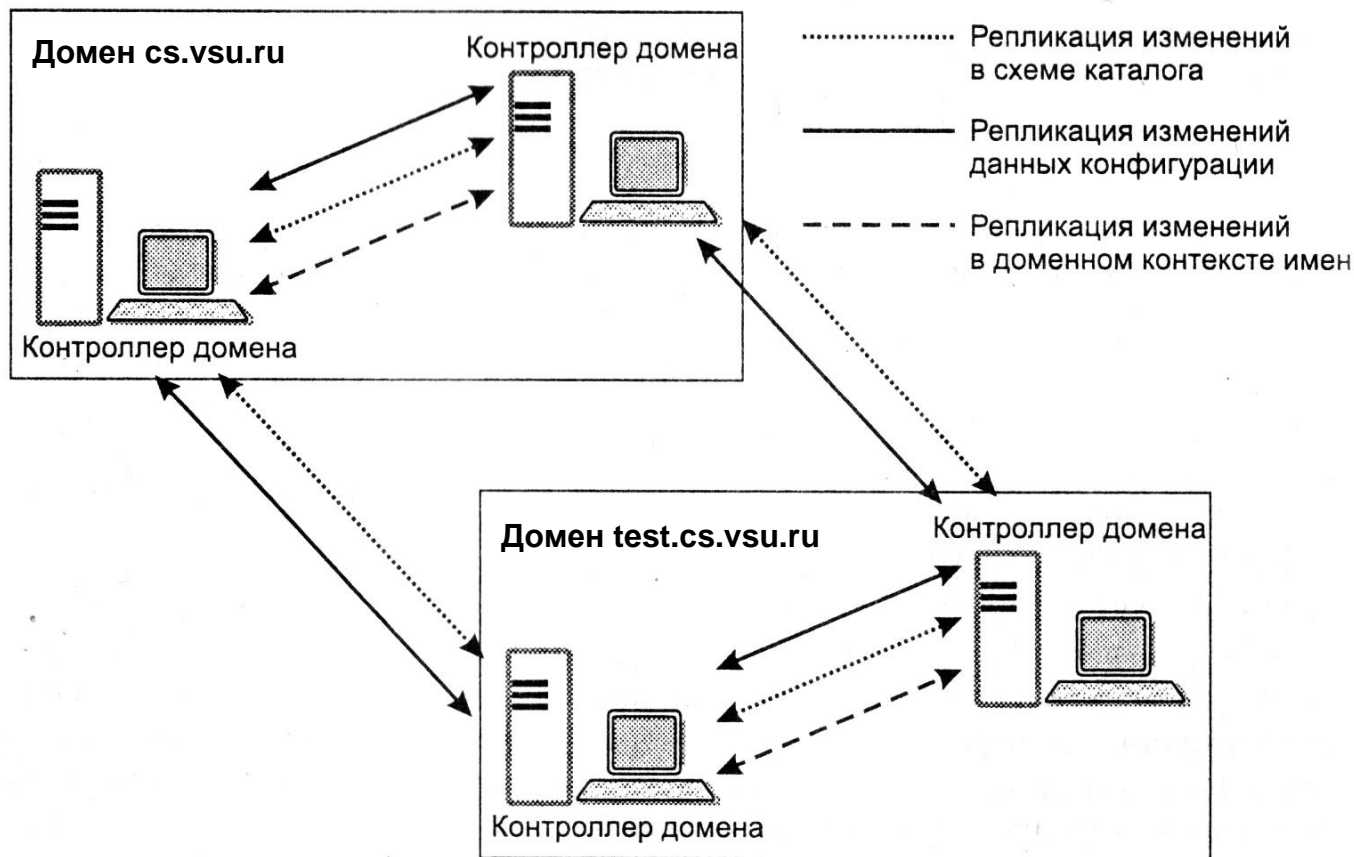 Домен cs.vsu.ru
Контроллер домена
Контроллер домена
Репликация изменений
в схеме каталога
Репликация изменений
данных конфигурации
Репликация изменений
в доменном контексте имен
Домен test.cs.vsu.ru
Контроллер домена
Контроллер домена